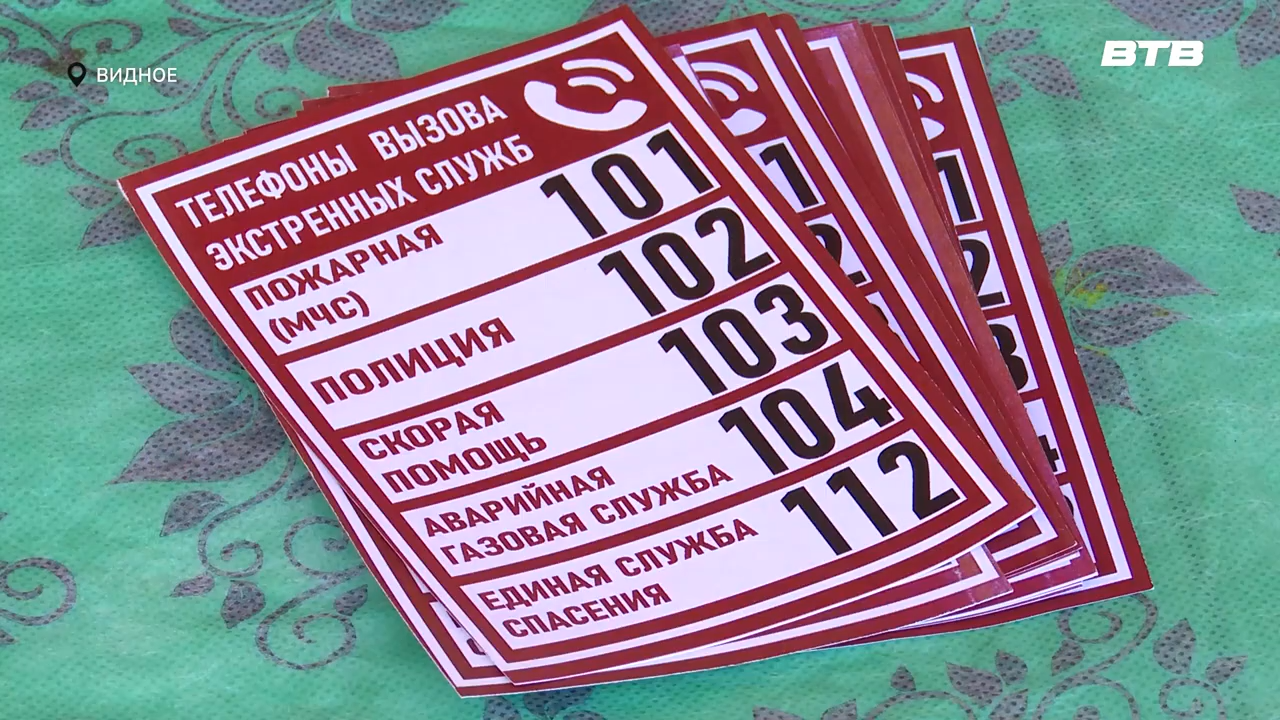 ВИДНОЕ
ВТВ
ТЕЛЕФОНЫ ВЫЗОВА
ЭКСТРЕННЫХ СЛУЖБ
ПОЖАРНАЯ
(МЧС)
101
ПОЛИЦИЯ
102
СКОРАЯ
ПОМОЩЬ
103
АВАРИЙНАЯ
ГАЗОВАЯ СЛУЖБА
104
ЕДИНАЯ СЛУЖБА
СПАСЕНИЯ
112